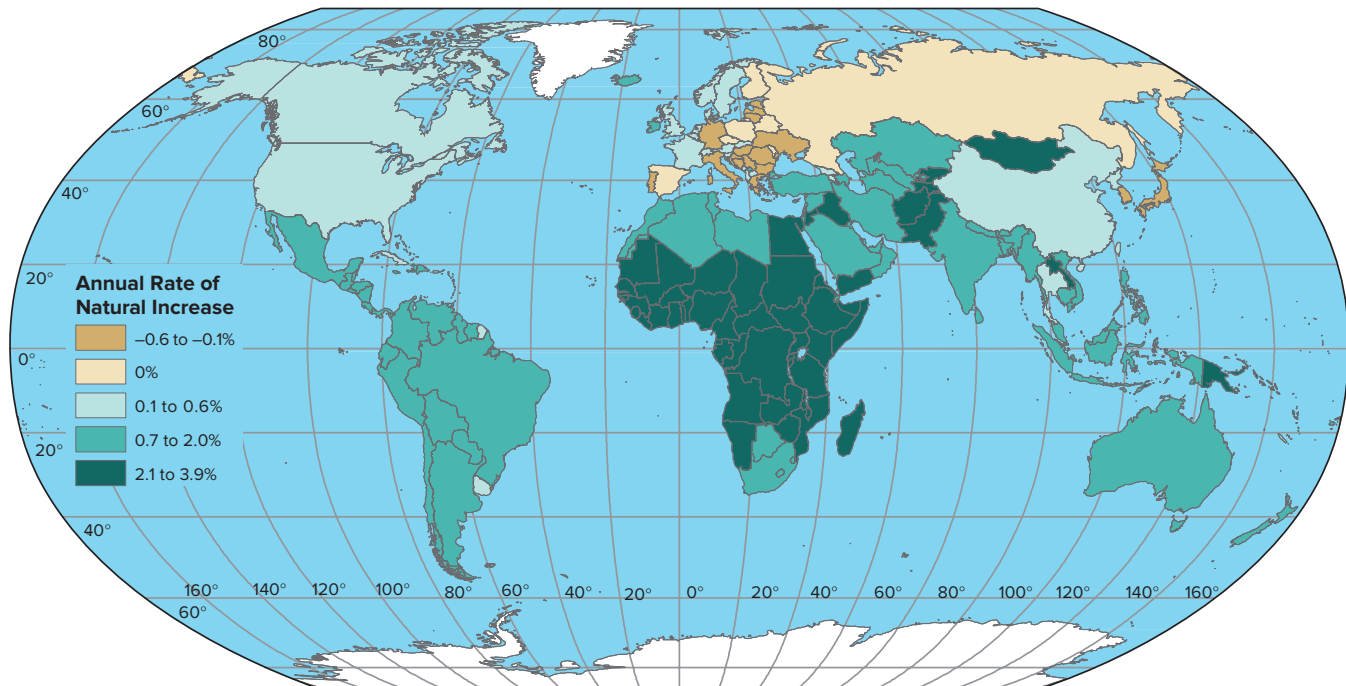 80°
60°
40°
20°
0°
20°
40°
60°
Annual Rate of
Natural Increase
–0.6 to –0.1%
0%
0.1 to 0.6%
0.7 to 2.0%
2.1 to 3.9%
160° 140° 120° 100° 80° 60° 40° 20° 0° 20° 40° 60° 80° 100° 120° 140° 160°